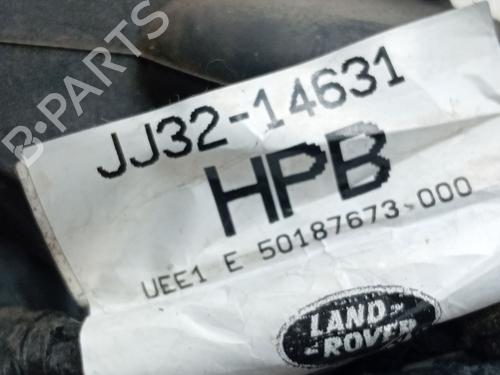 B-PARTS
JJ32-14631
HPB
UEE1 E 50187673-000
LAND-
-ROVER